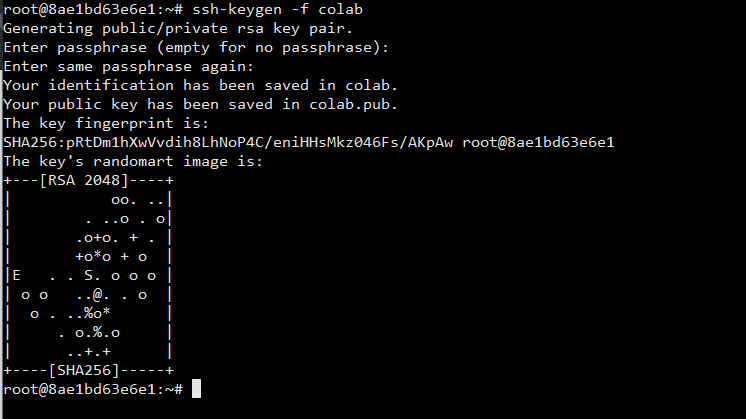 root@8ae1bd63e6e1:~# ssh-keygen -f colab
Generating public/private rsa key pair.
Enter passphrase (empty for no passphrase):
Enter same passphrase again:
Your identification has been saved in colab.
Your public key has been saved in colab.pub.
The key fingerprint is:
SHA256:pRtDm1hXwVvdih8LhNoP4C/eniHHsMkz046Fs/AKpAw root@8ae1bd63e6e1
The key's randomart image is:
+---[RSA 2048]----+
|           oo. ..|
|        . ..o . o|
|       .o+o. + . |
|       +o*o + o  |
|E   . . S. o o o |
| o o   ..@. . o  |
|  o . ..%o*      |
|     . o.%.o     |
|      ..+.+      |
+----[SHA256]-----+
root@8ae1bd63e6e1:~#